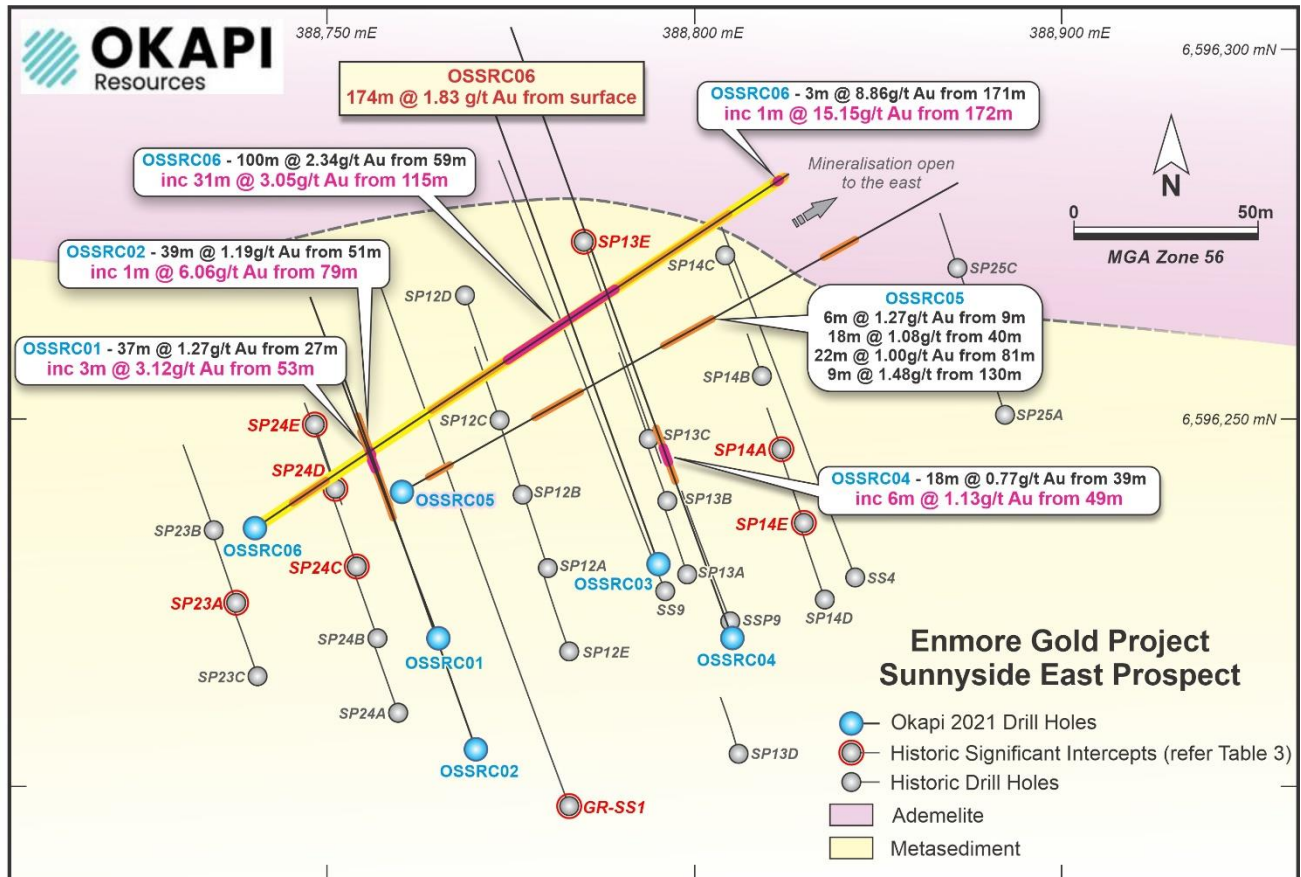 OKAPI
Resources
388,750 mE
388,800 mE
388,900 mE
6,596,300 mN
OSSRC06
174m @ 1.83 g/t Au from surface
OSSRC06 - 3m @ 8.86g/t Au from 171m
inc 1m @ 15.15g/t Au from 172m
OSSRC06 - 100m @ 2.34g/t Au from 59m
inc 31m @ 3.05g/t Au from 115m
Mineralisation open
to the east
N
0
50m
MGA Zone 56
OSSRC02 - 39m @ 1.19g/t Au from 51m
inc 1m @ 6.06g/t Au from 79m
SP13E
SP14C
SP25C
SP12D
OSSRC05
6m @ 1.27g/t Au from 9m
18m @ 1.08g/t from 40m
22m @ 1.00g/t Au from 81m
9m @ 1.48g/t from 130m
OSSRC01 - 37m @ 1.27g/t Au from 27m
inc 3m @ 3.12g/t Au from 53m
SP14B
SP25A
6,596,250 mN
SP24E
SP12C
SP13C
SP14A
SP24D
OSSRC05
SP12B
SP13B
OSSRC04 - 18m @ 0.77g/t Au from 39m
inc 6m @ 1.13g/t Au from 49m
SP14E
SP23B
OSSRC06
SP24C
SP12A
OSSRC03
SP13A
SS4
SP23A
SS9
SP14D
SSP9
SP24B
OSSRC01
SP12E
OSSRC04
SP23C
SP24A
OSSRC02
SP13D
GR-SS1
Enmore Gold Project
Sunnyside East Prospect
Okapi 2021 Drill Holes
Historic Significant Intercepts (refer Table 3)
Historic Drill Holes
Ademelite
Metasediment